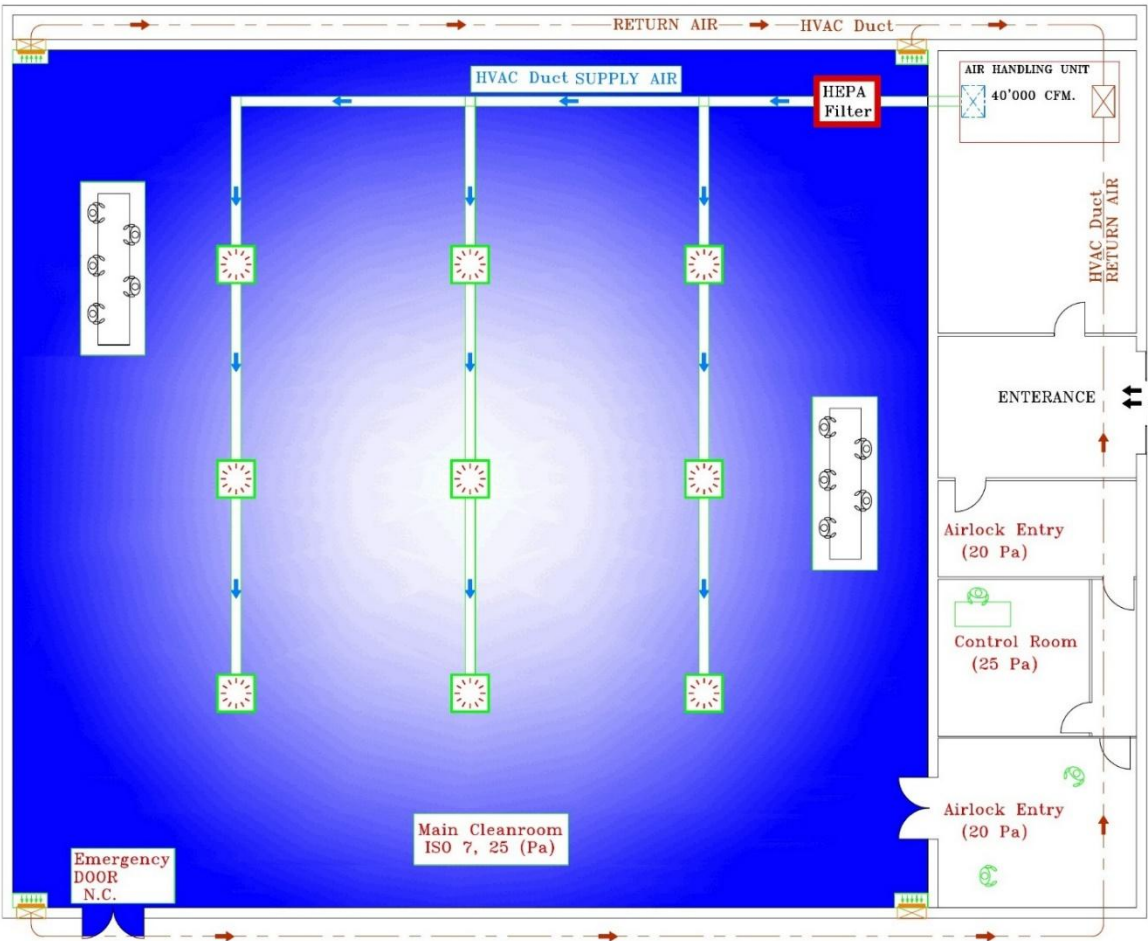 RETURN AIR
HVAC Duct
HVAC Duct SUPPLY AIR
HEPA
Filter
AIR HANDLING UNIT
40'000 CFM.
HVAC Duct
RETURN AIR
ENTERANCE
Airlock Entry
(20 Pa)
Control Room
(25 Pa)
Airlock Entry
(20 Pa)
Main Cleanroom
ISO 7, 25 (Pa)
Emergency
DOOR
N.C.